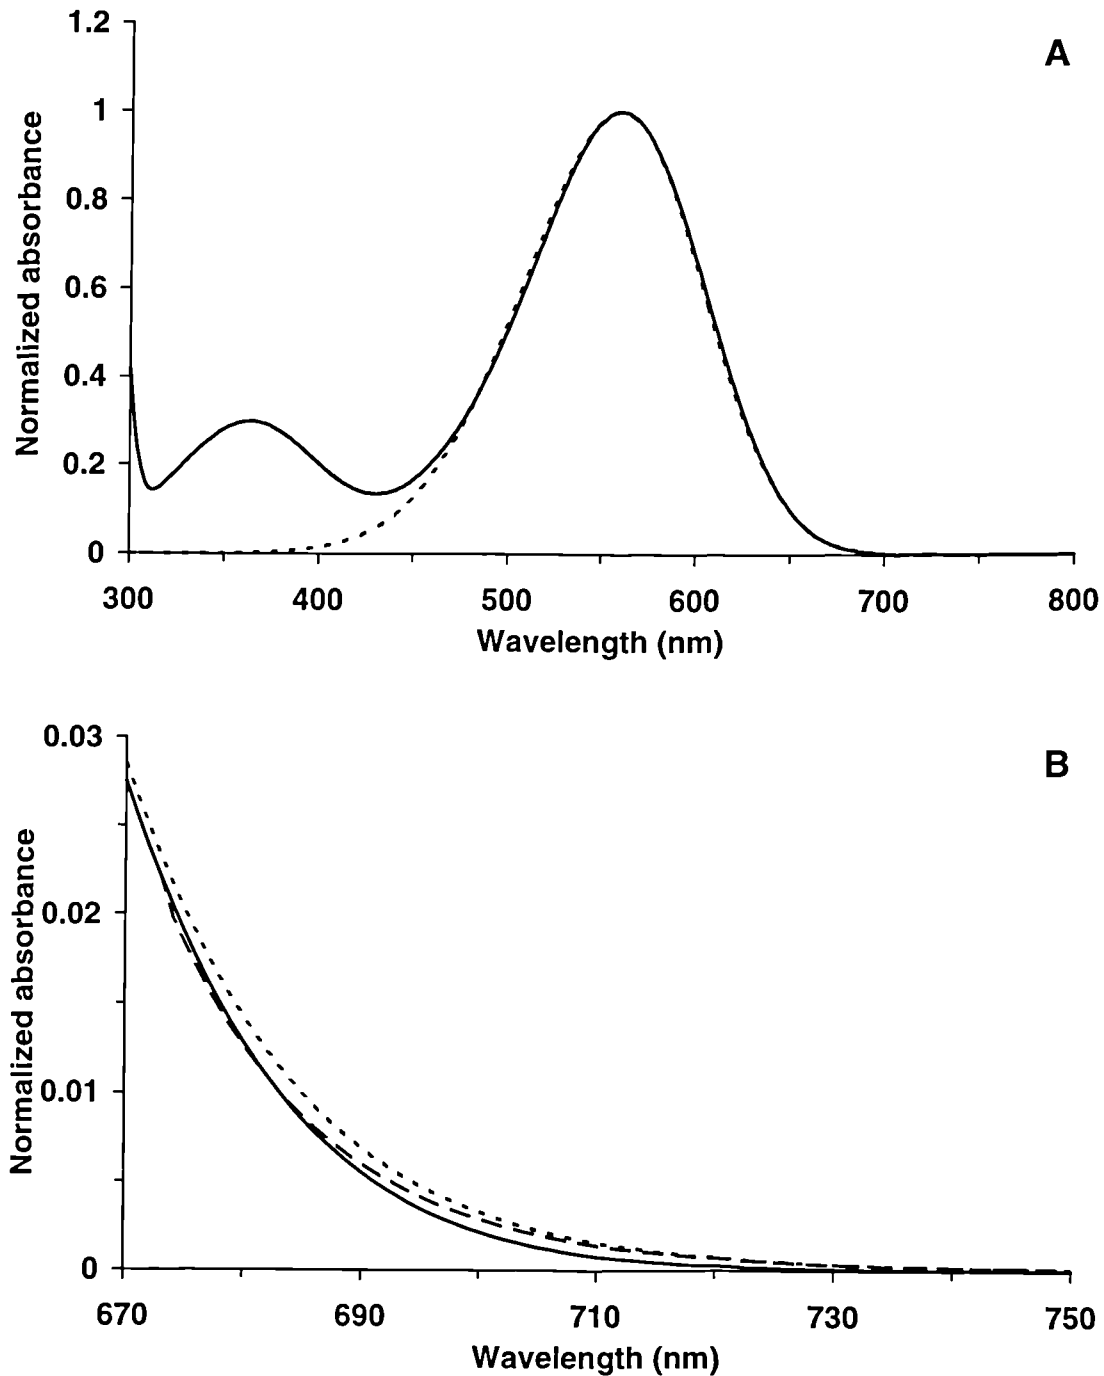 A
Normalized absorbance
1.2
1
0.8
0.6
0.4
0.2
0
300 400 500 600 700 800
Wavelength (nm)
B
Normalized absorbance
0.03
0.02
0.01
0
670 690 710 730 750
Wavelength (nm)